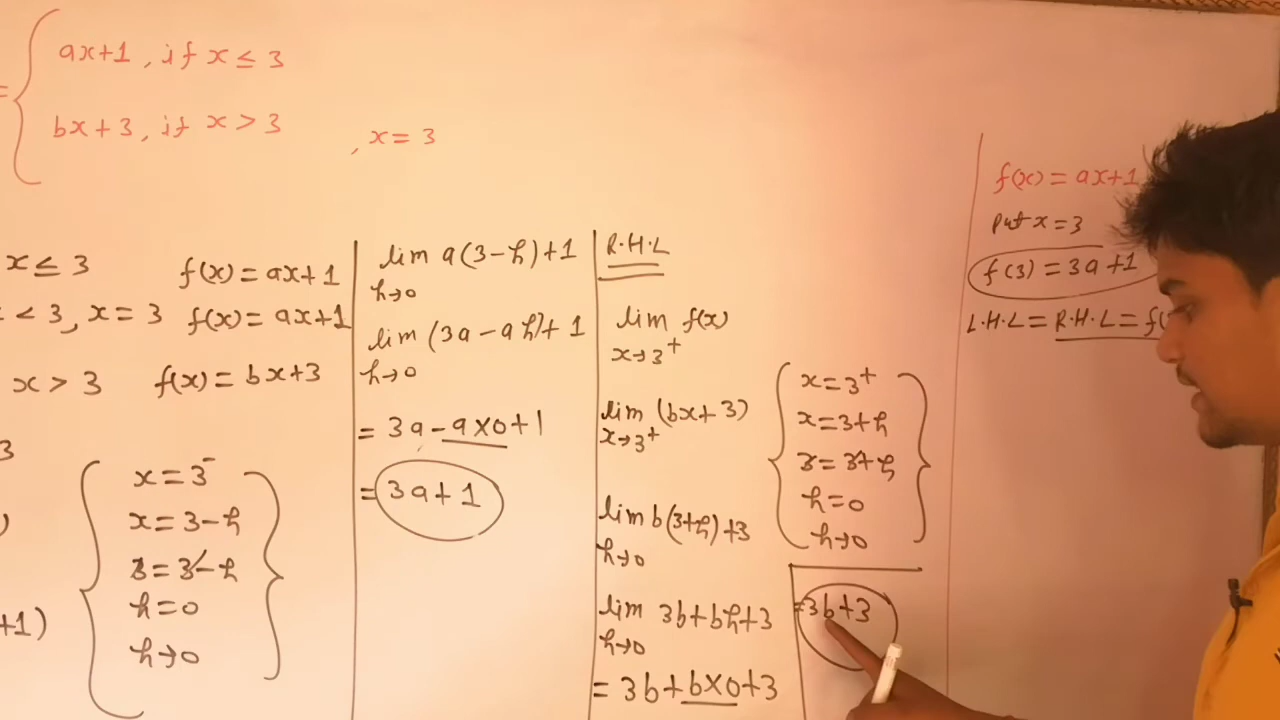 =
ax+1, if x ≤ 3
bx+3, if x > 3
, x = 3
x ≤ 3 f(x) = ax+1
< 3, x = 3 f(x) = ax+1
x > 3 f(x) = bx+3
3
)
+1)
x = 3⁻
x = 3-h
3 = 3-h
h = 0
h→0
lim a(3-h)+1
h→0
lim (3a-ah)+1
h→0
= 3a-a×0+1
= 3a+1
R.H.L
lim f(x)
x→3⁺
lim (bx+3)
x→3⁺
lim b(3+h)+3
h→0
lim 3b+bh+3
h→0
= 3b+b×0+3
x = 3⁺
x = 3+h
3 = 3+h
h = 0
h→0
= 3b+3
f(x) = ax+1
Put x = 3
f(3) = 3a+1
L.H.L = R.H.L = f(